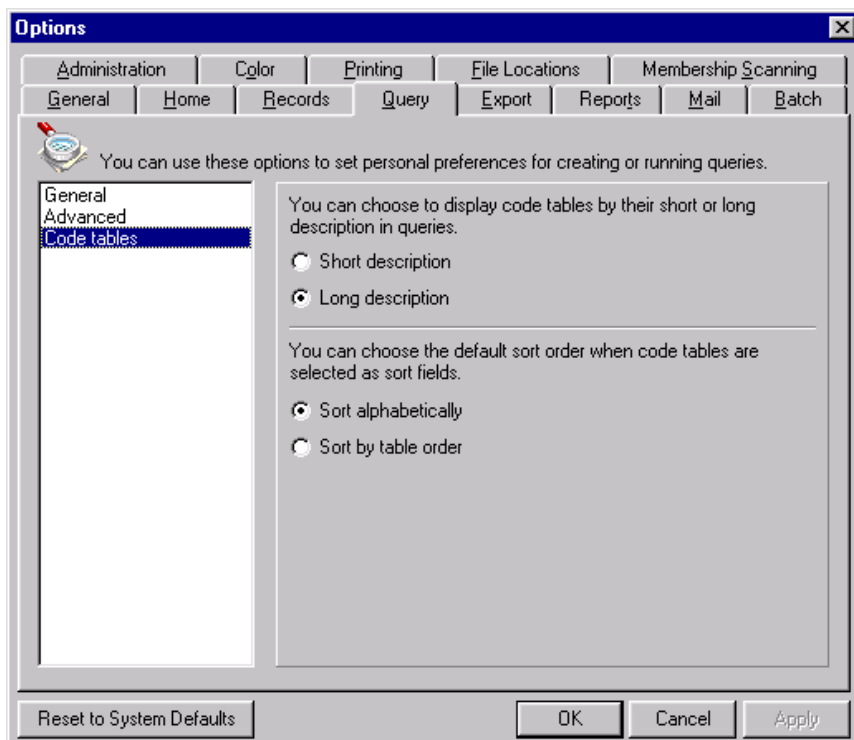 Options
Administration Color Printing File Locations Membership Scanning
General Home Records Query Export Reports Mail Batch
You can use these options to set personal preferences for creating or running queries.
General
Advanced
Code tables
You can choose to display code tables by their short or long
description in queries.
Short description
Long description
You can choose the default sort order when code tables are
selected as sort fields.
Sort alphabetically
Sort by table order
Reset to System Defaults OK Cancel Apply